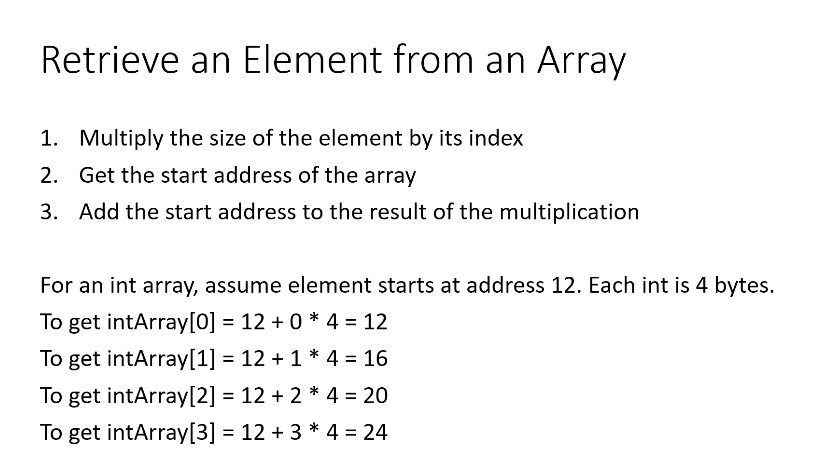 Retrieve an Element from an Array
1. Multiply the size of the element by its index
2. Get the start address of the array
3. Add the start address to the result of the multiplication
For an int array, assume element starts at address 12. Each int is 4 bytes.
To get intArray[0] = 12 + 0 * 4 = 12
To get intArray[1] = 12 + 1 * 4 = 16
To get intArray[2] = 12 + 2 * 4 = 20
To get intArray[3] = 12 + 3 * 4 = 24